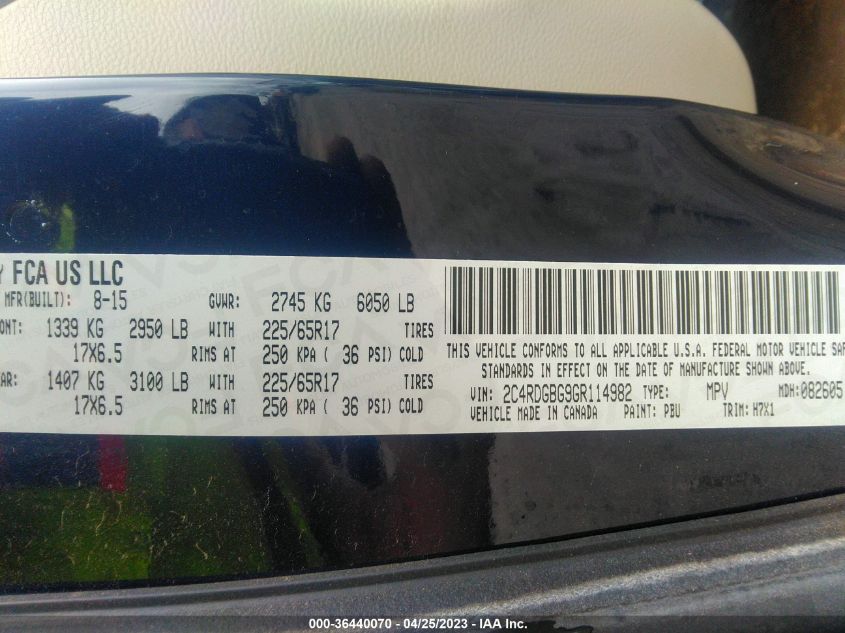 Y FCA US LLC
MFR(BUILT): 8-15 GVWR: 2745 KG 6050 LB
ONT: 1339 KG 2950 LB WITH 225/65R17 TIRES
17X6.5 RIMS AT 250 KPA ( 36 PSI) COLD
AR: 1407 KG 3100 LB WITH 225/65R17 TIRES
17X6.5 RIMS AT 250 KPA ( 36 PSI) COLD
THIS VEHICLE CONFORMS TO ALL APPLICABLE U.S.A. FEDERAL MOTOR VEHICLE SAF
STANDARDS IN EFFECT ON THE DATE OF MANUFACTURE SHOWN ABOVE.
VIN: 2C4RDGBG9GR114982 TYPE: MPV MDH: 082605
VEHICLE MADE IN CANADA PAINT: PBU TRIM: H7X1
000-36440070 - 04/25/2023 - IAA Inc.